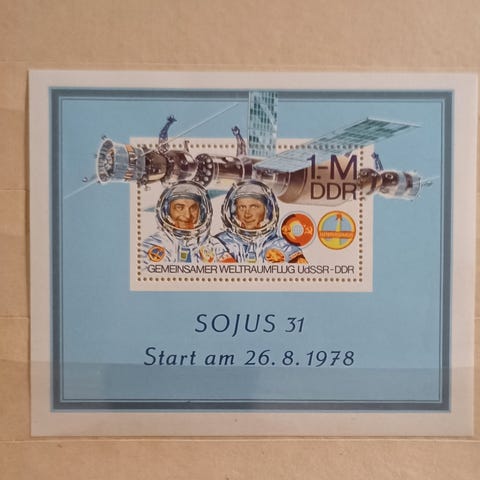 1.-M
DDR
GEMEINSAMER WELTRAUMFLUG UdSSR-DDR
SOJUS 31
Start am 26.8.1978